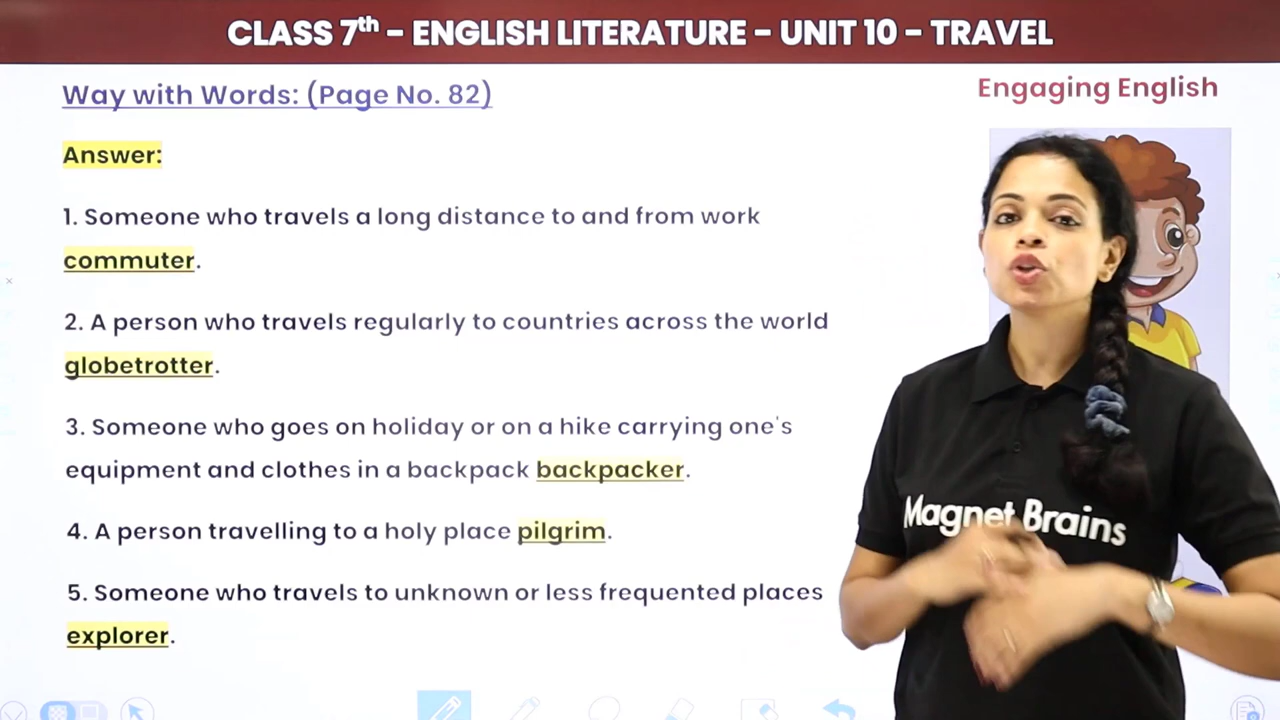 CLASS 7th - ENGLISH LITERATURE - UNIT 10 - TRAVEL
Way with Words: (Page No. 82)
Engaging English
Answer:
1. Someone who travels a long distance to and from work
commuter.
2. A person who travels regularly to countries across the world
globetrotter.
3. Someone who goes on holiday or on a hike carrying one's
equipment and clothes in a backpack backpacker.
4. A person travelling to a holy place pilgrim.
5. Someone who travels to unknown or less frequented places
explorer.
Magnet Brains